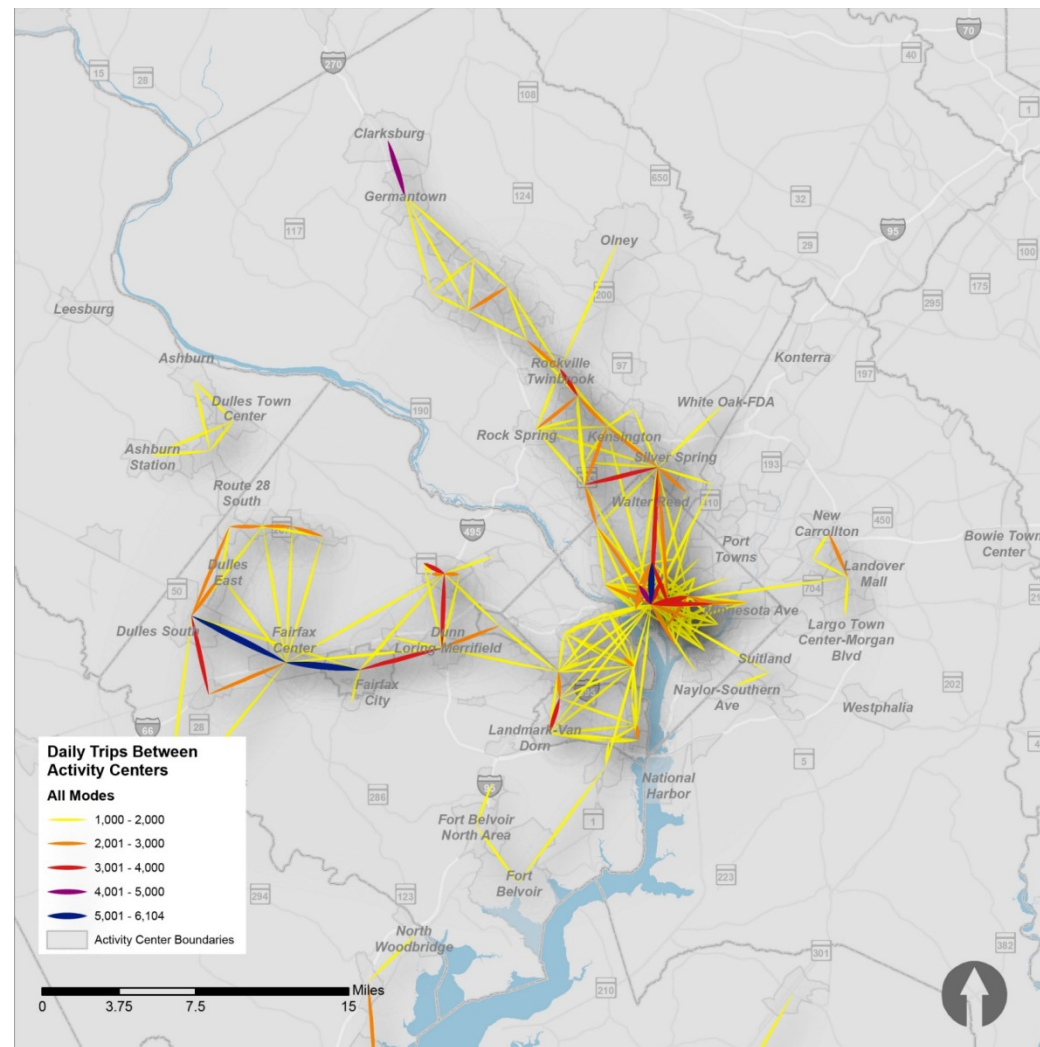 70
270
40
15
28
108
1
Clarksburg
650
Germantown
124
32
117
95
Olney
29
100
200
175
295
Leesburg
Ashburn
Konterra
Rockville
Twinbrook
97
197
Dulles Town
Center
190
White Oak-FDA
Rock Spring
Kensington
Ashburn
Station
Silver Spring
193
Route 28
South
Walter Reed
410
New
Carrollton
450
495
Port
Towns
Bowie Town
Center
Dulles
East
Landover
Mall
50
704
Minnesota Ave
Dulles South
Fairfax
Center
Dunn
Loring-Merrifield
Largo Town
Center-Morgan
Blvd
Suitland
Fairfax
City
Naylor-Southern
Ave
202
28
66
Landmark-Van
Dorn
Westphalia
5
National
Harbor
95
286
Fort Belvoir
North Area
1
Fort
Belvoir
223
294
123
North
Woodbridge
301
382
210
Daily Trips Between
Activity Centers
All Modes
1,000 - 2,000
2,001 - 3,000
3,001 - 4,000
4,001 - 5,000
5,001 - 6,104
Activity Center Boundaries
Miles
0 3.75 7.5 15